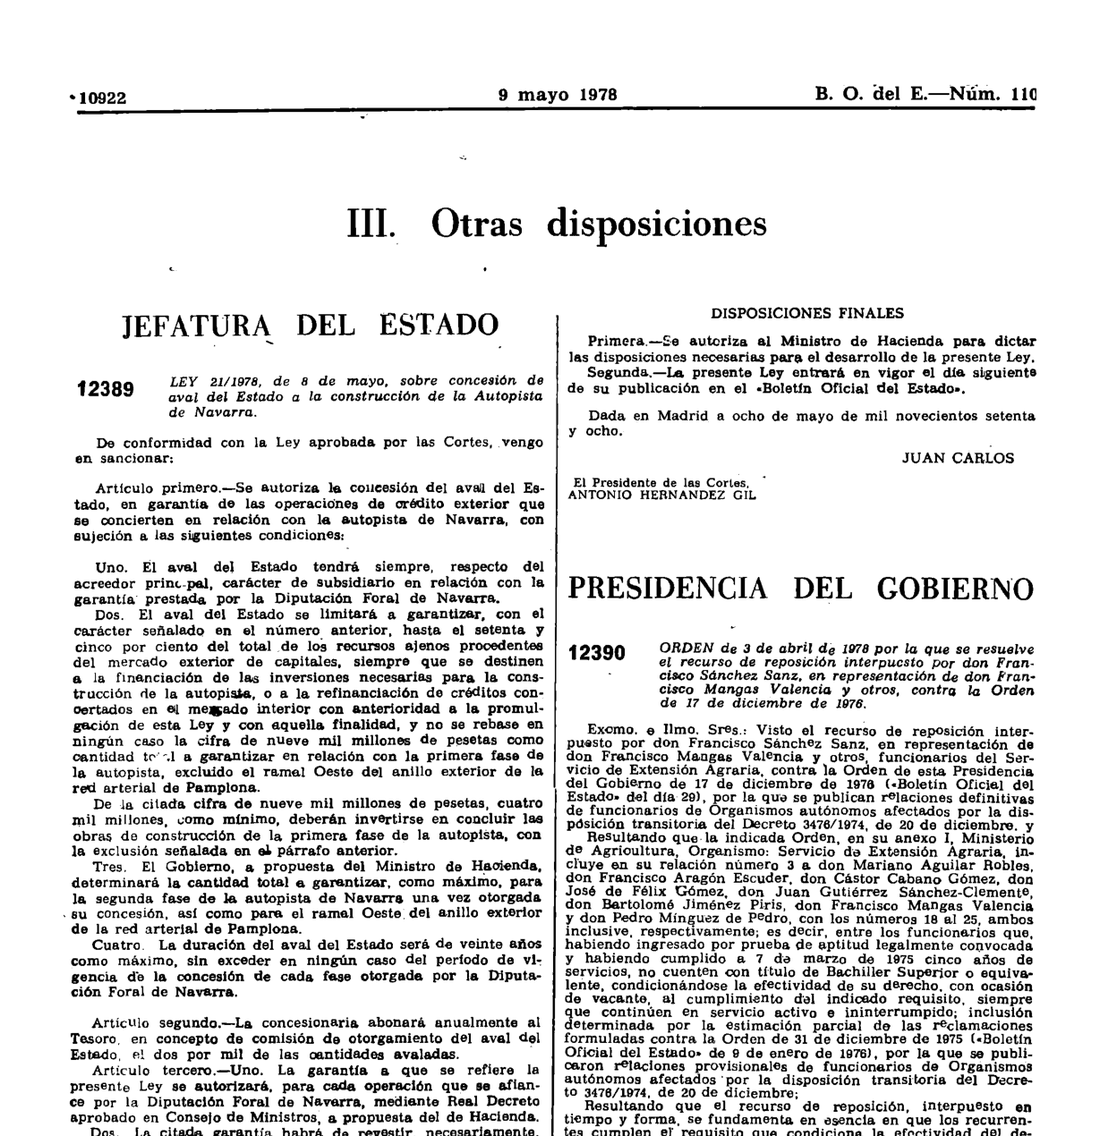 10922
9 mayo 1978
B. O. del E.—Núm. 110
III. Otras disposiciones
JEFATURA DEL ESTADO
12389
LEY 21/1978, de 8 de mayo, sobre concesión de
aval del Estado a la construcción de la Autopista
de Navarra.
De conformidad con la Ley aprobada por las Cortes, vengo
en sancionar:
Artículo primero.—Se autoriza la concesión del aval del Es-
tado, en garantía de las operaciones de crédito exterior que
se concierten en relación con la autopista de Navarra, con
sujeción a las siguientes condiciones:
Uno. El aval del Estado tendrá siempre, respecto del
acreedor principal, carácter de subsidiario en relación con la
garantía prestada por la Diputación Foral de Navarra.
Dos. El aval del Estado se limitará a garantizar, con el
carácter señalado en el número anterior, hasta el setenta y
cinco por ciento del total de los recursos ajenos procedentes
del mercado exterior de capitales, siempre que se destinen
a la financiación de las inversiones necesarias para la cons-
trucción de la autopista, o a la refinanciación de créditos con-
certados en el mercado interior con anterioridad a la promul-
gación de esta Ley y con aquella finalidad, y no se rebase en
ningún caso la cifra de nueve mil millones de pesetas como
cantidad total a garantizar en relación con la primera fase de
la autopista, excluido el ramal Oeste del anillo exterior de la
red arterial de Pamplona.
De la citada cifra de nueve mil millones de pesetas, cuatro
mil millones, como mínimo, deberán invertirse en concluir las
obras de construcción de la primera fase de la autopista, con
la exclusión señalada en el párrafo anterior.
Tres. El Gobierno, a propuesta del Ministro de Hacienda,
determinará la cantidad total a garantizar, como máximo, para
la segunda fase de la autopista de Navarra una vez otorgada
su concesión, así como para el ramal Oeste del anillo exterior
de la red arterial de Pamplona.
Cuatro. La duración del aval del Estado será de veinte años
como máximo, sin exceder en ningún caso del período de vi-
gencia de la concesión de cada fase otorgada por la Diputa-
ción Foral de Navarra.
Artículo segundo.—La concesionaria abonará anualmente al
Tesoro, en concepto de comisión de otorgamiento del aval del
Estado, el dos por mil de las cantidades avaladas.
Artículo tercero.—Uno. La garantía a que se refiere la
presente Ley se autorizará, para cada operación que se afian-
ce por la Diputación Foral de Navarra, mediante Real Decreto
aprobado en Consejo de Ministros, a propuesta del de Hacienda.
Dos. La citada garantía habrá de revestir, necesariamente,
DISPOSICIONES FINALES
Primera.—Se autoriza al Ministro de Hacienda para dictar
las disposiciones necesarias para el desarrollo de la presente Ley.
Segunda.—La presente Ley entrará en vigor el día siguiente
de su publicación en el «Boletín Oficial del Estado».
Dada en Madrid a ocho de mayo de mil novecientos setenta
y ocho.
JUAN CARLOS
El Presidente de las Cortes,
ANTONIO HERNANDEZ GIL
PRESIDENCIA DEL GOBIERNO
12390
ORDEN de 3 de abril de 1978 por la que se resuelve
el recurso de reposición interpuesto por don Fran-
cisco Sánchez Sanz, en representación de don Fran-
cisco Mangas Valencia y otros, contra la Orden
de 17 de diciembre de 1976.
Excmo. e Ilmo. Sres.: Visto el recurso de reposición inter-
puesto por don Francisco Sánchez Sanz, en representación de
don Francisco Mangas Valencia y otros, funcionarios del Ser-
vicio de Extensión Agraria, contra la Orden de esta Presidencia
del Gobierno de 17 de diciembre de 1976 («Boletín Oficial del
Estado» del día 29), por la que se publican relaciones definitivas
de funcionarios de Organismos autónomos afectados por la dis-
posición transitoria del Decreto 3476/1974, de 20 de diciembre, y
Resultando que la indicada Orden, en su anexo I, Ministerio
de Agricultura, Organismo: Servicio de Extensión Agraria, in-
cluye en su relación número 3 a don Mariano Aguilar Robles,
don Francisco Aragón Escuder, don Cástor Cabano Gómez, don
José de Félix Gómez, don Juan Gutiérrez Sánchez-Clemente,
don Bartolomé Jiménez Piris, don Francisco Mangas Valencia
y don Pedro Mínguez de Pedro, con los números 18 al 25, ambos
inclusive, respectivamente; es decir, entre los funcionarios que,
habiendo ingresado por prueba de aptitud legalmente convocada
y habiendo cumplido a 7 de marzo de 1975 cinco años de
servicios, no cuenten con título de Bachiller Superior o equiva-
lente, condicionándose la efectividad de su derecho, con ocasión
de vacante, al cumplimiento del indicado requisito, siempre
que continúen en servicio activo e ininterrumpido; inclusión
determinada por la estimación parcial de las reclamaciones
formuladas contra la Orden de 31 de diciembre de 1975 («Boletín
Oficial del Estado» de 9 de enero de 1976), por la que se publi-
caron relaciones provisionales de funcionarios de Organismos
autónomos afectados por la disposición transitoria del Decre-
to 3476/1974, de 20 de diciembre;
Resultando que el recurso de reposición, interpuesto en
tiempo y forma, se fundamenta en esencia en que los recurren-
tes cumplen el requisito que condiciona la efectividad del de-